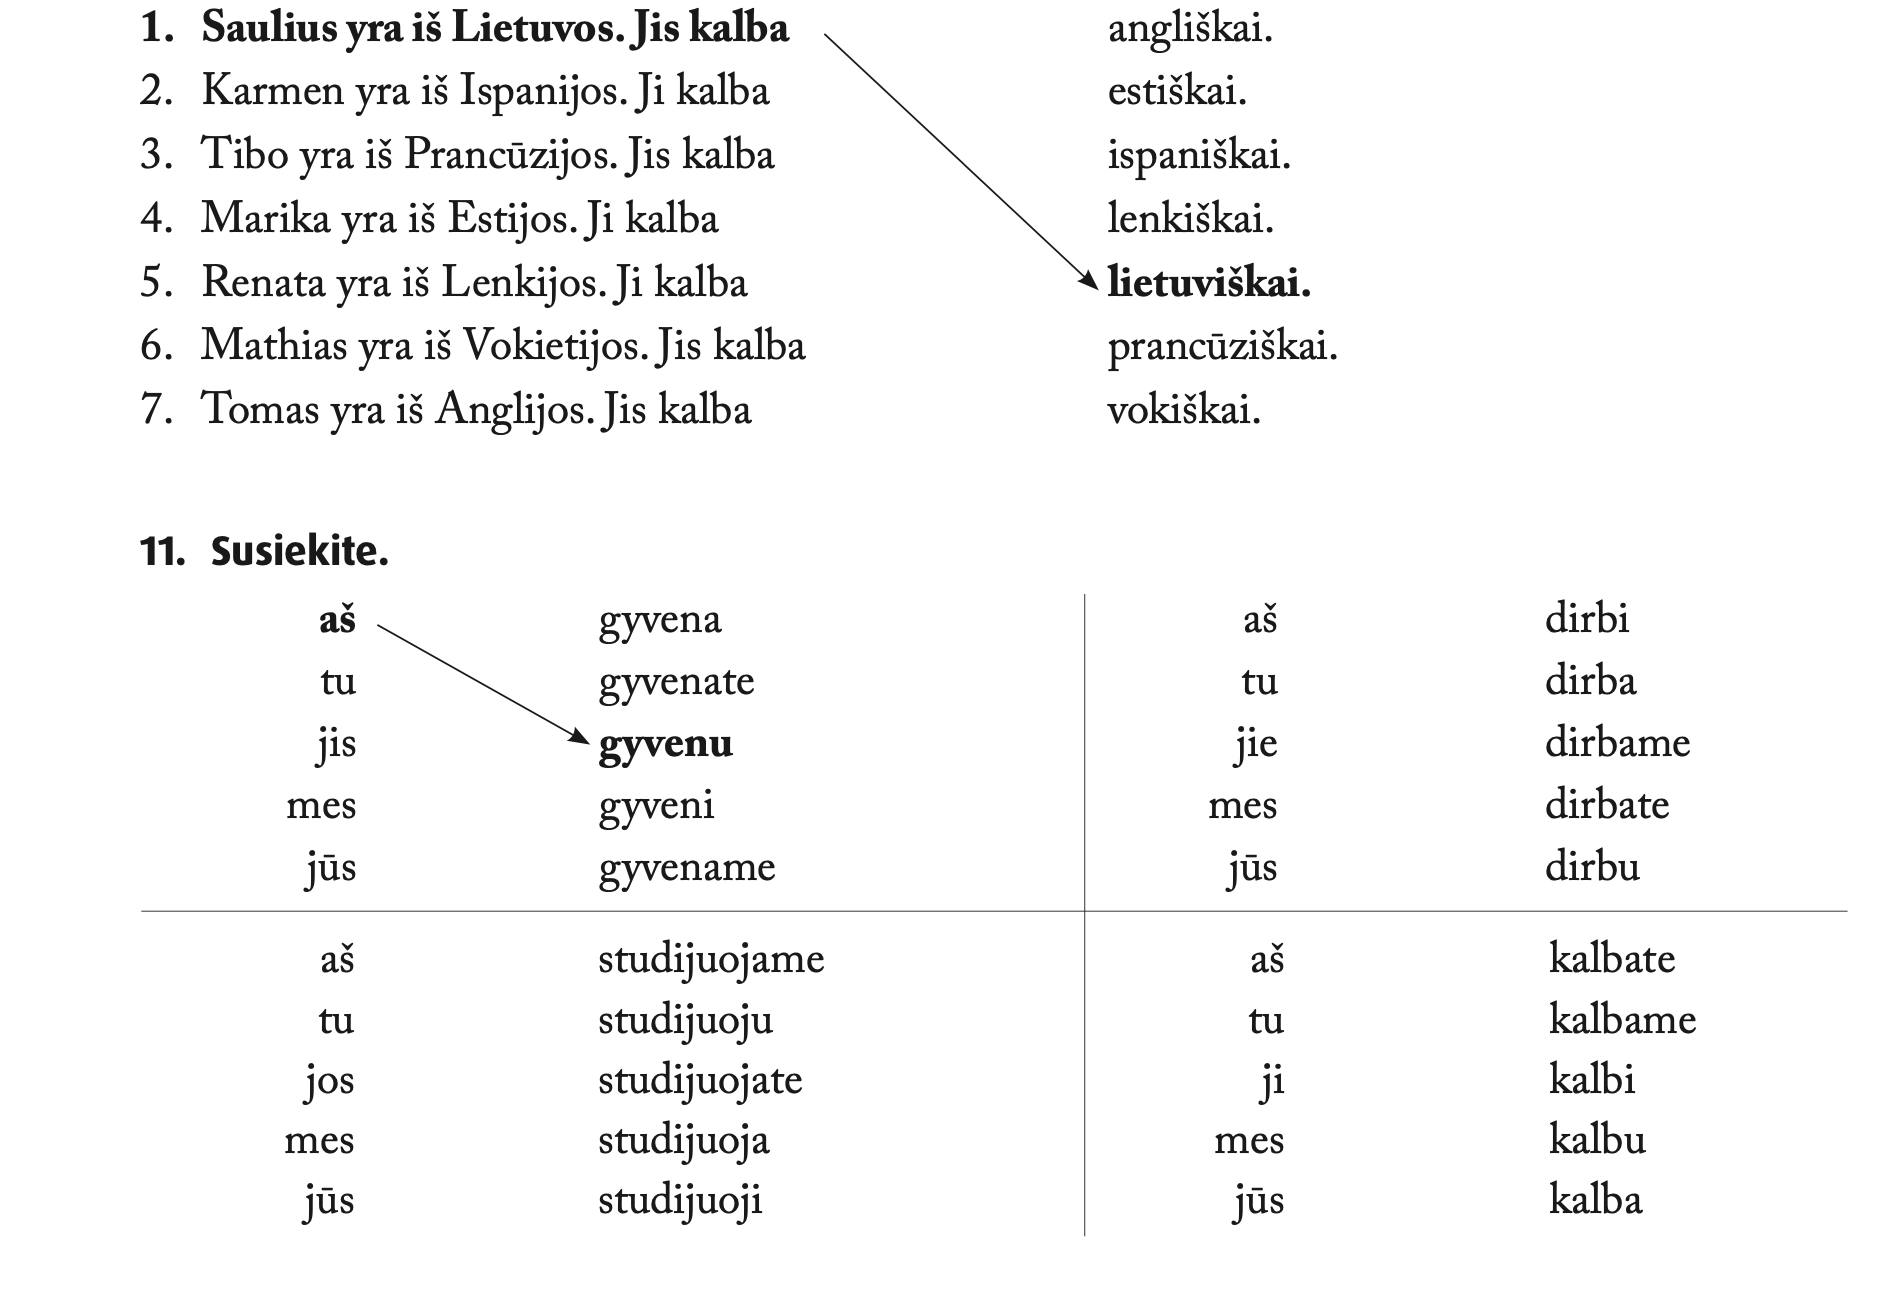 1. Saulius yra iš Lietuvos. Jis kalba angliškai.
2. Karmen yra iš Ispanijos. Ji kalba estiškai.
3. Tibo yra iš Prancūzijos. Jis kalba ispaniškai.
4. Marika yra iš Estijos. Ji kalba lenkiškai.
5. Renata yra iš Lenkijos. Ji kalba lietuviškai.
6. Mathias yra iš Vokietijos. Jis kalba prancūziškai.
7. Tomas yra iš Anglijos. Jis kalba vokiškai.
11. Susiekite.
aš gyvena
tu gyvenate
jis gyvenu
mes gyveni
jūs gyvename
aš dirbi
tu dirba
jie dirbame
mes dirbate
jūs dirbu
aš studijuojame
tu studijuoju
jos studijuojate
mes studijuoja
jūs studijuoji
aš kalbate
tu kalbame
ji kalbi
mes kalbu
jūs kalba